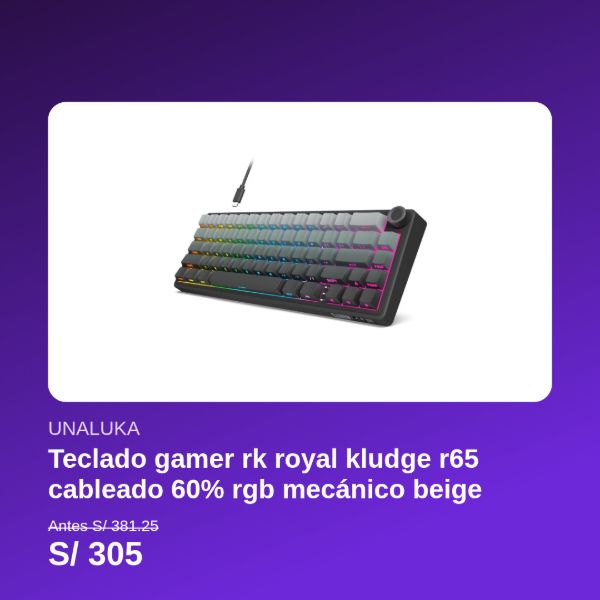 UNALUKA
Teclado gamer rk royal kludge r65
cableado 60% rgb mecánico beige
Antes S/ 381.25
S/ 305